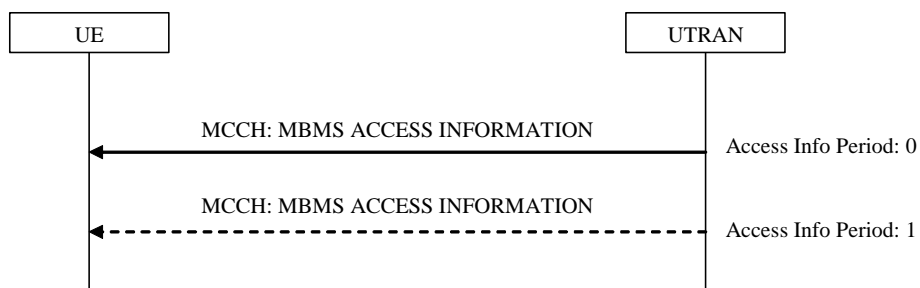 UE
UTRAN
MCCH: MBMS ACCESS INFORMATION
Access Info Period: 0
MCCH: MBMS ACCESS INFORMATION
Access Info Period: 1